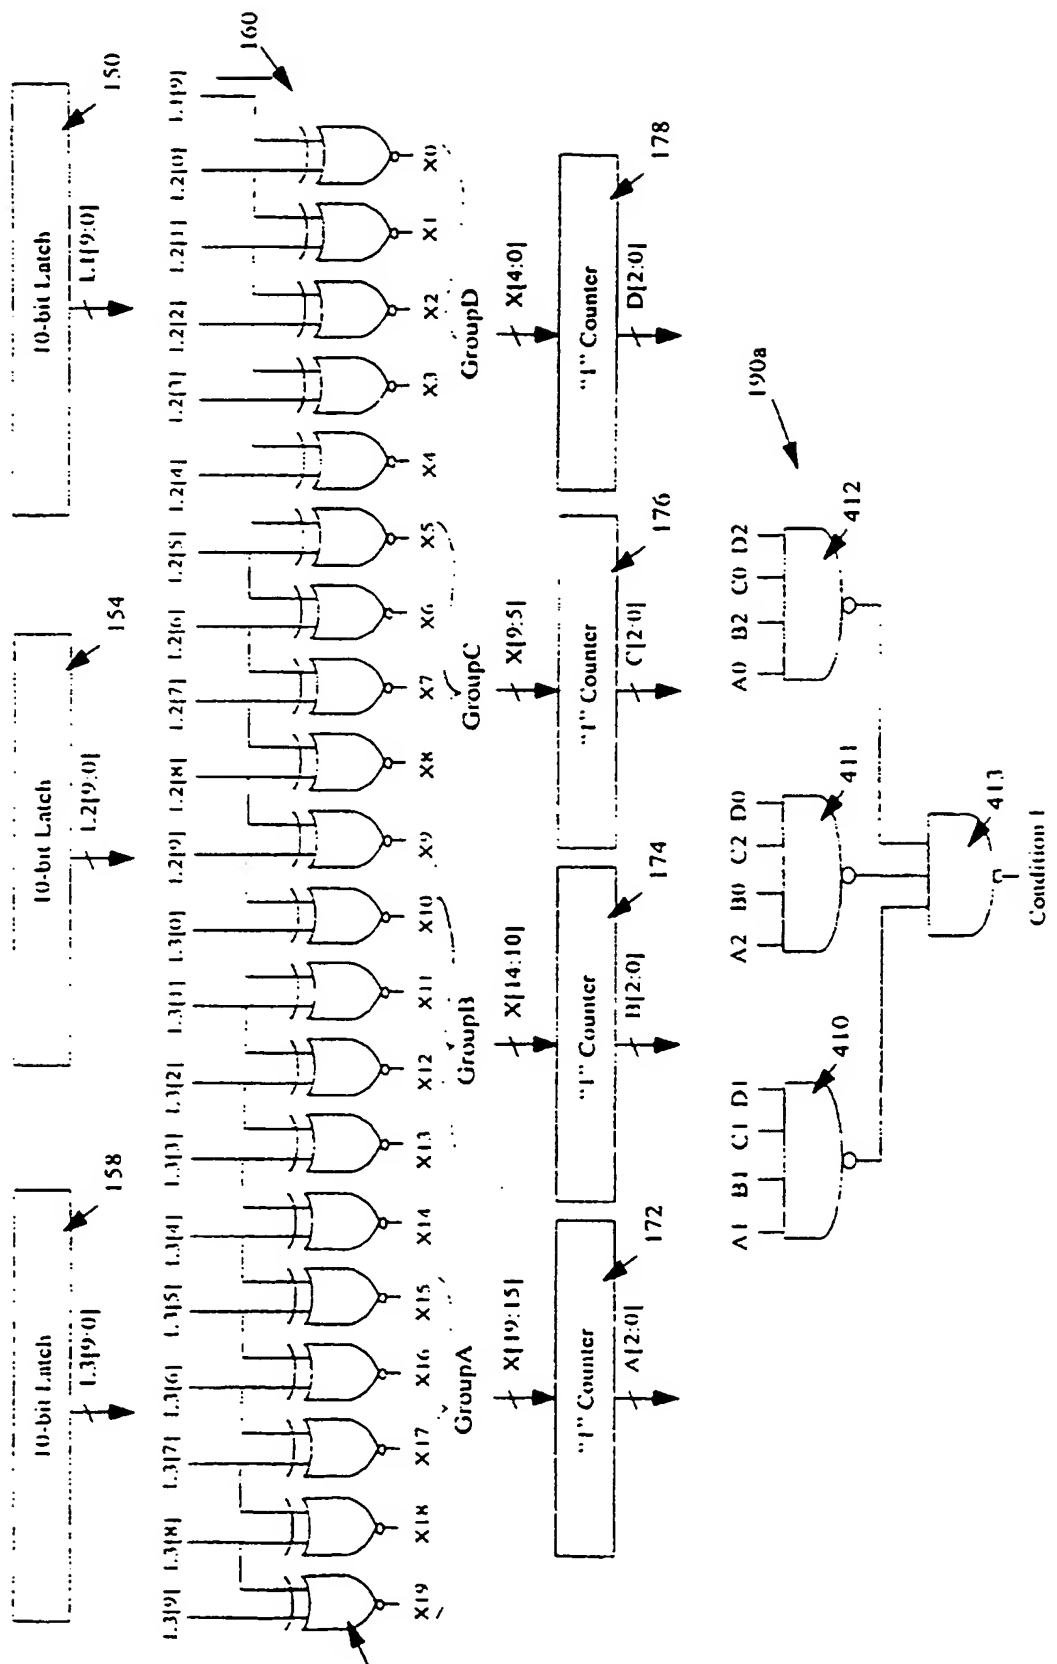 10-bit Latch
10-bit Latch
10-bit Latch
158
154
150
L3[9:0]
L2[9:0]
L1[9:0]
160
L3[9] L3[8] L3[7] L3[6] L3[5] L3[4] L3[3] L3[2] L3[1] L3[0] L2[9] L2[8] L2[7] L2[6] L2[5] L2[4] L2[3] L2[2] L2[1] L2[0] L1[9]
X19 X18 X17 X16 X15 X14 X13 X12 X11 X10 X9 X8 X7 X6 X5 X4 X3 X2 X1 X0
GroupA GroupB GroupC GroupD
X[19:15] X[14:10] X[9:5] X[4:0]
172 174 176 178
"1" Counter "1" Counter "1" Counter "1" Counter
A[2:0] B[2:0] C[2:0] D[2:0]
190a
A1 B1 C1 D1 A2 B0 C2 D0 A0 B2 C0 D2
410 411 412
413
Condition 1